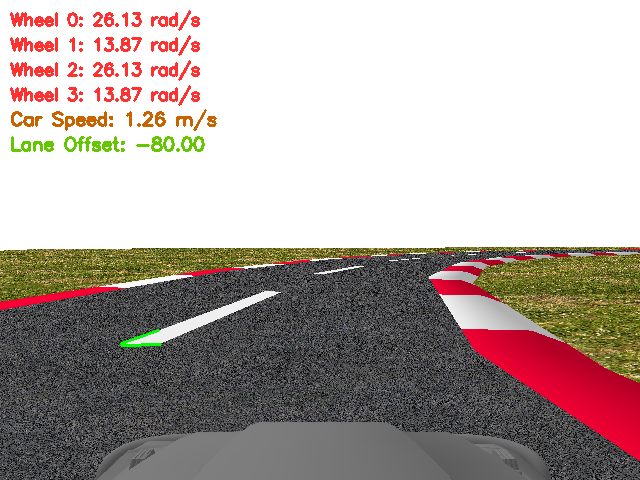 Wheel 0: 26.13 rad/s
Wheel 1: 13.87 rad/s
Wheel 2: 26.13 rad/s
Wheel 3: 13.87 rad/s
Car Speed: 1.26 m/s
Lane Offset: -80.00